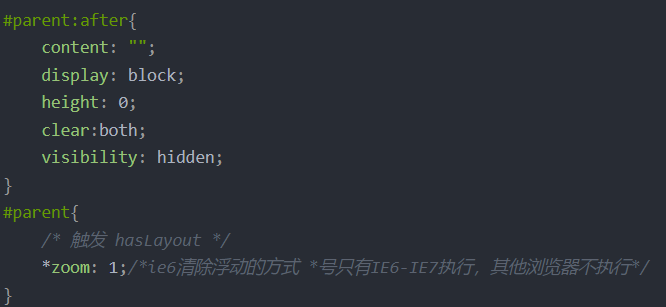 #parent:after{
    content: "";
    display: block;
    height: 0;
    clear:both;
    visibility: hidden;
}
#parent{
    /* 触发 hasLayout */
    *zoom: 1;/*ie6清除浮动的方式 *号只有IE6-IE7执行，其他浏览器不执行*/
}